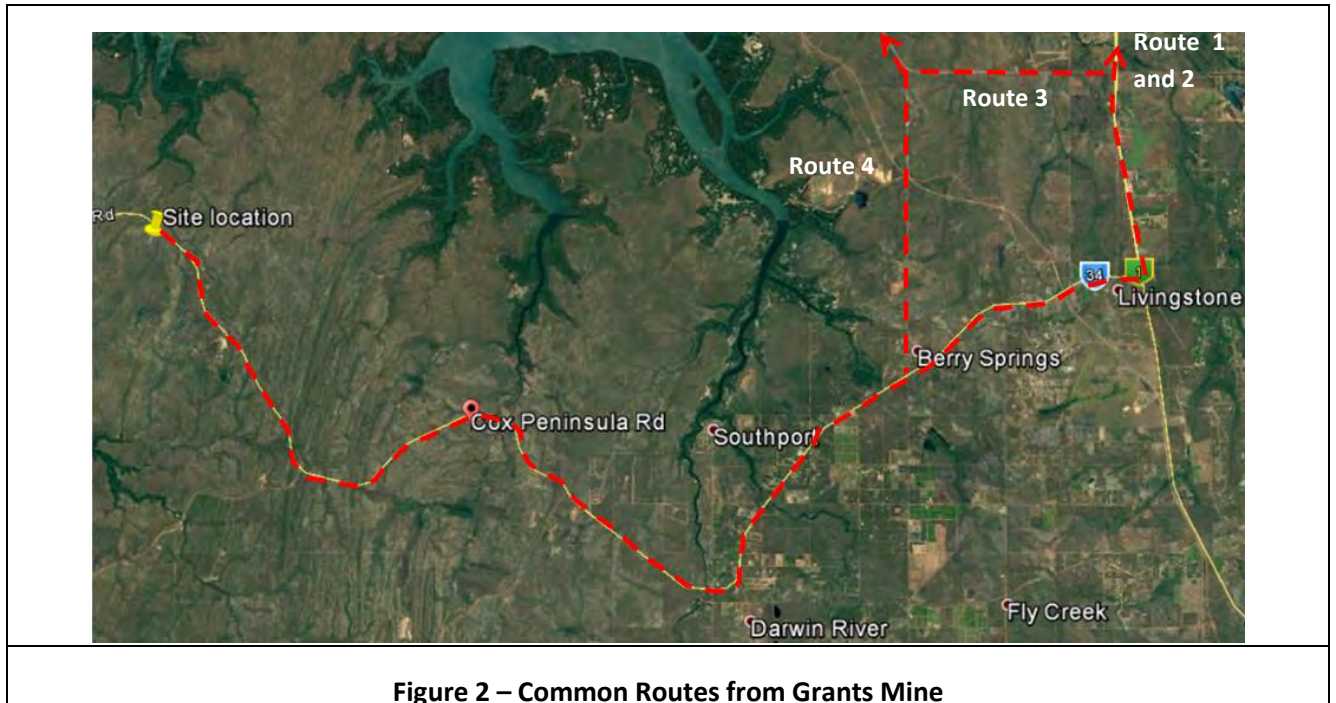 Route 1
and 2
Route 3
Route 4
Rd
Site location
34
1
Livingstone
Berry Springs
Cox Peninsula Rd
Southport
Fly Creek
Darwin River
Figure 2 – Common Routes from Grants Mine